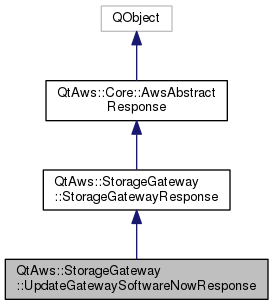 QObject
QtAws::Core::AwsAbstract
Response
QtAws::StorageGateway
::StorageGatewayResponse
QtAws::StorageGateway
::UpdateGatewaySoftwareNowResponse